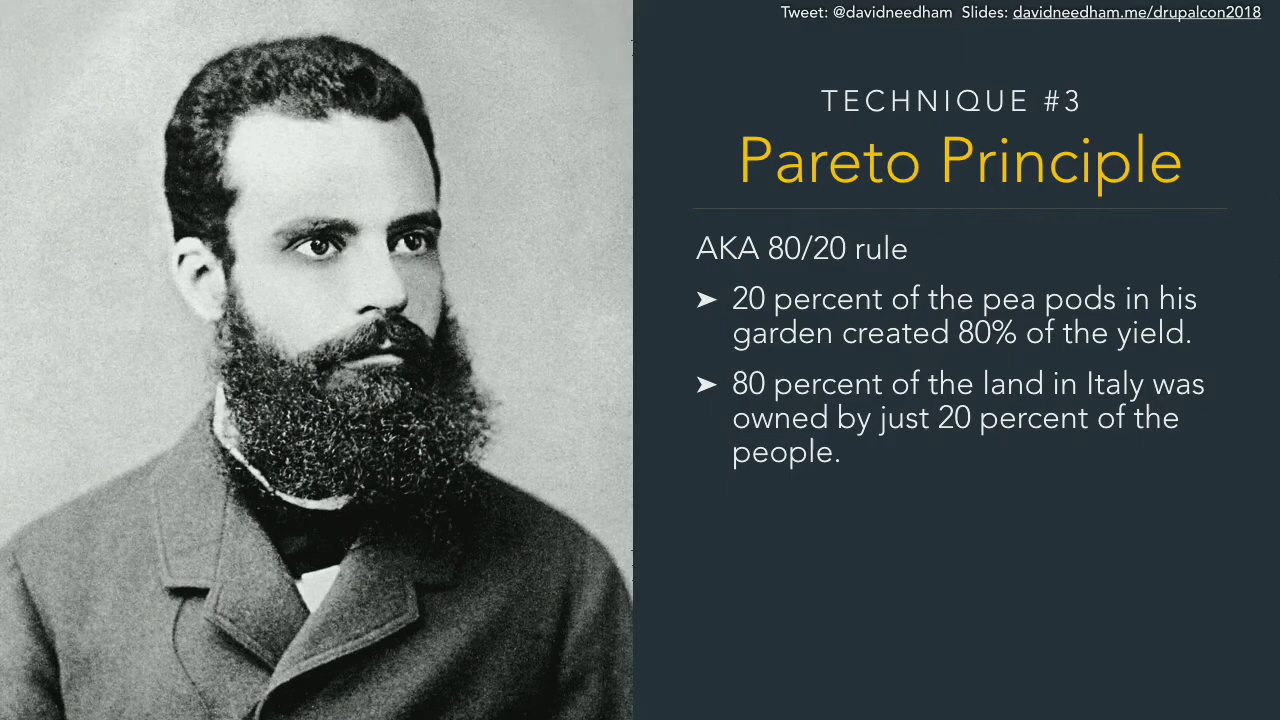 Tweet: @davidneedham  Slides: davidneedham.me/drupalcon2018
TECHNIQUE #3
Pareto Principle
AKA 80/20 rule
➤ 20 percent of the pea pods in his
garden created 80% of the yield.
➤ 80 percent of the land in Italy was
owned by just 20 percent of the
people.